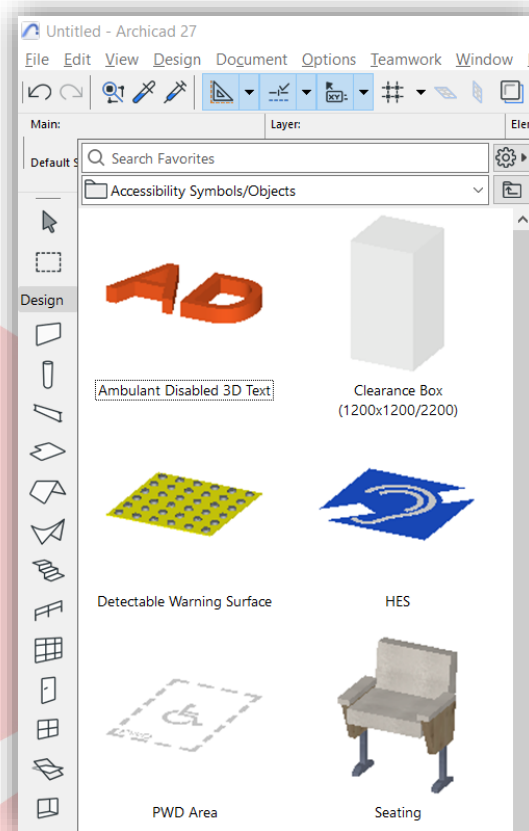 Untitled - Archicad 27
File Edit View Design Document Options Teamwork Window
Main: Layer:
Default
Search Favorites
Accessibility Symbols/Objects
Design
AD
Ambulant Disabled 3D Text
Clearance Box
(1200x1200/2200)
Detectable Warning Surface
HES
PWD Area
Seating